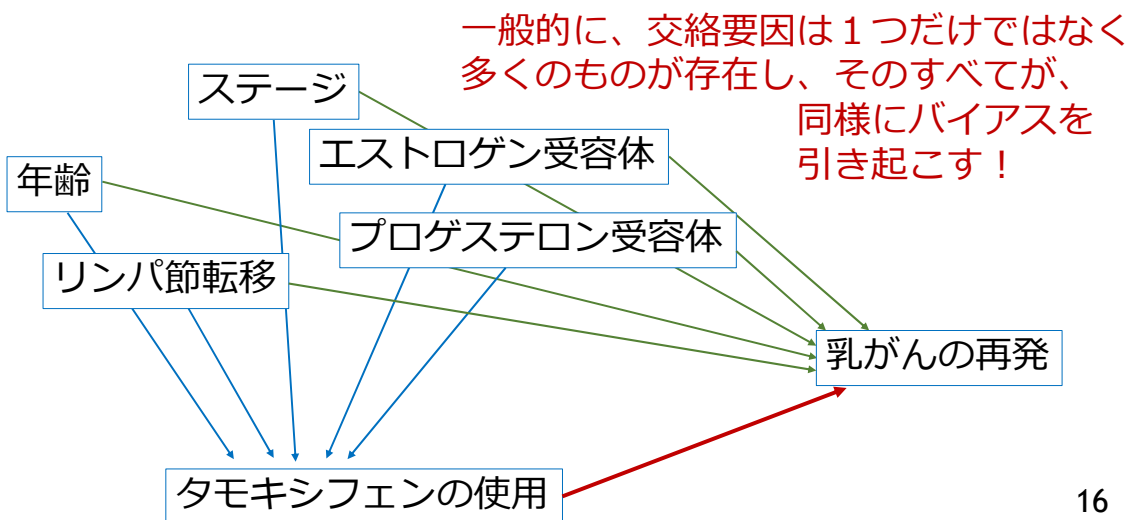 一般的に、交絡要因は１つだけではなく
多くのものが存在し、そのすべてが、
同様にバイアスを
引き起こす！
ステージ
エストロゲン受容体
年齢
プロゲステロン受容体
リンパ節転移
乳がんの再発
タモキシフェンの使用
16